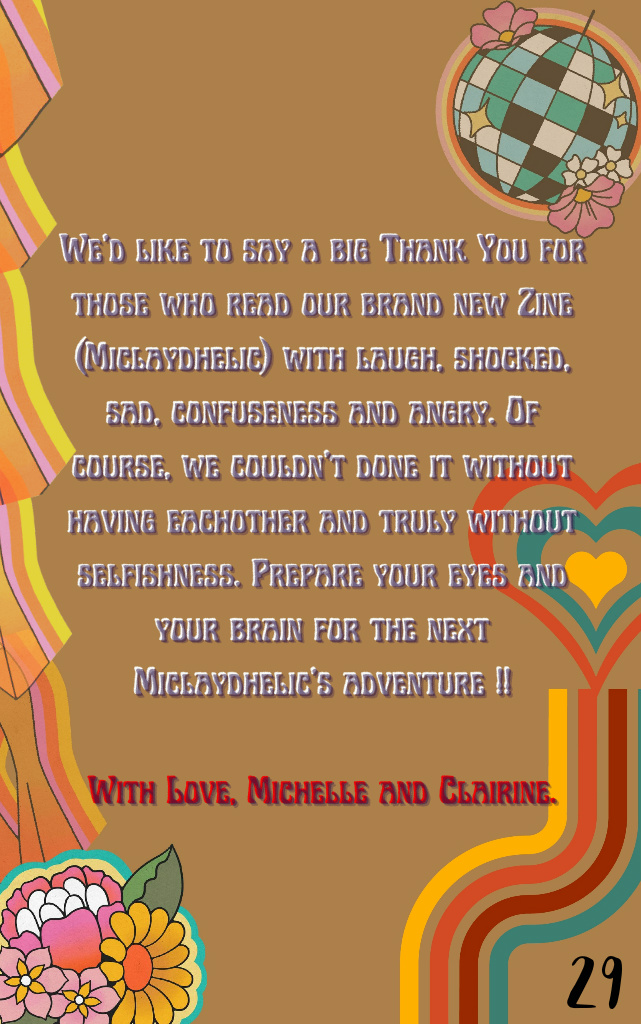 We'd like to say a big Thank You for
those who read our brand new Zine
(Miclaydhelic) with laugh, shocked,
sad, confuseness and angry. Of
course, we couldn't done it without
having eachother and truly without
selfishness. Prepare your eyes and
your brain for the next
Miclaydhelic's adventure !!
With Love, Michelle and Clairine.
29